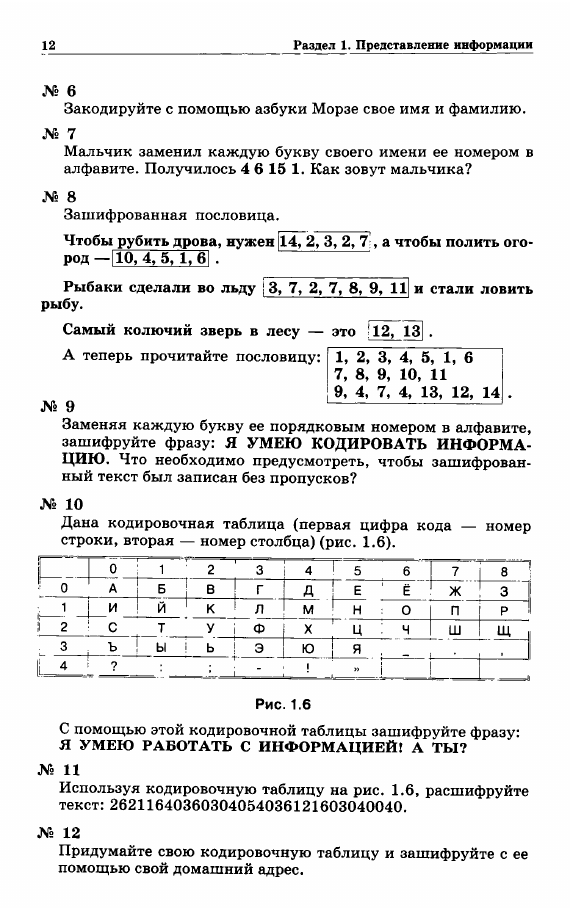 12 Раздел 1. Представление информации
№ 6
Закодируйте с помощью азбуки Морзе свое имя и фамилию.
№ 7
Мальчик заменил каждую букву своего имени ее номером в
алфавите. Получилось 4 6 15 1. Как зовут мальчика?
№ 8
Зашифрованная пословица.
Чтобы рубить дрова, нужен 14, 2, 3, 2, 7, а чтобы полить ого-
род — 10, 4, 5, 1, 6 .
Рыбаки сделали во льду 3, 7, 2, 7, 8, 9, 11 и стали ловить
рыбу.
Самый колючий зверь в лесу — это 12, 13 .
А теперь прочитайте пословицу: 1, 2, 3, 4, 5, 1, 6
7, 8, 9, 10, 11
9, 4, 7, 4, 13, 12, 14 .
№ 9
Заменяя каждую букву ее порядковым номером в алфавите,
зашифруйте фразу: Я УМЕЮ КОДИРОВАТЬ ИНФОРМА-
ЦИЮ. Что необходимо предусмотреть, чтобы зашифрован-
ный текст был записан без пропусков?
№ 10
Дана кодировочная таблица (первая цифра кода — номер
строки, вторая — номер столбца) (рис. 1.6).
0 1 2 3 4 5 6 7 8
0 А Б В Г Д Е Ё Ж З
1 И Й К Л М Н О П Р
2 С Т У Ф Х Ц Ч Ш Щ
3 Ъ Ы Ь Э Ю Я _ . ,
4 ? : ; - ! "
Рис. 1.6
С помощью этой кодировочной таблицы зашифруйте фразу:
Я УМЕЮ РАБОТАТЬ С ИНФОРМАЦИЕЙ! А ТЫ?
№ 11
Используя кодировочную таблицу на рис. 1.6, расшифруйте
текст: 26211640360304054036121603040040.
№ 12
Придумайте свою кодировочную таблицу и зашифруйте с ее
помощью свой домашний адрес.